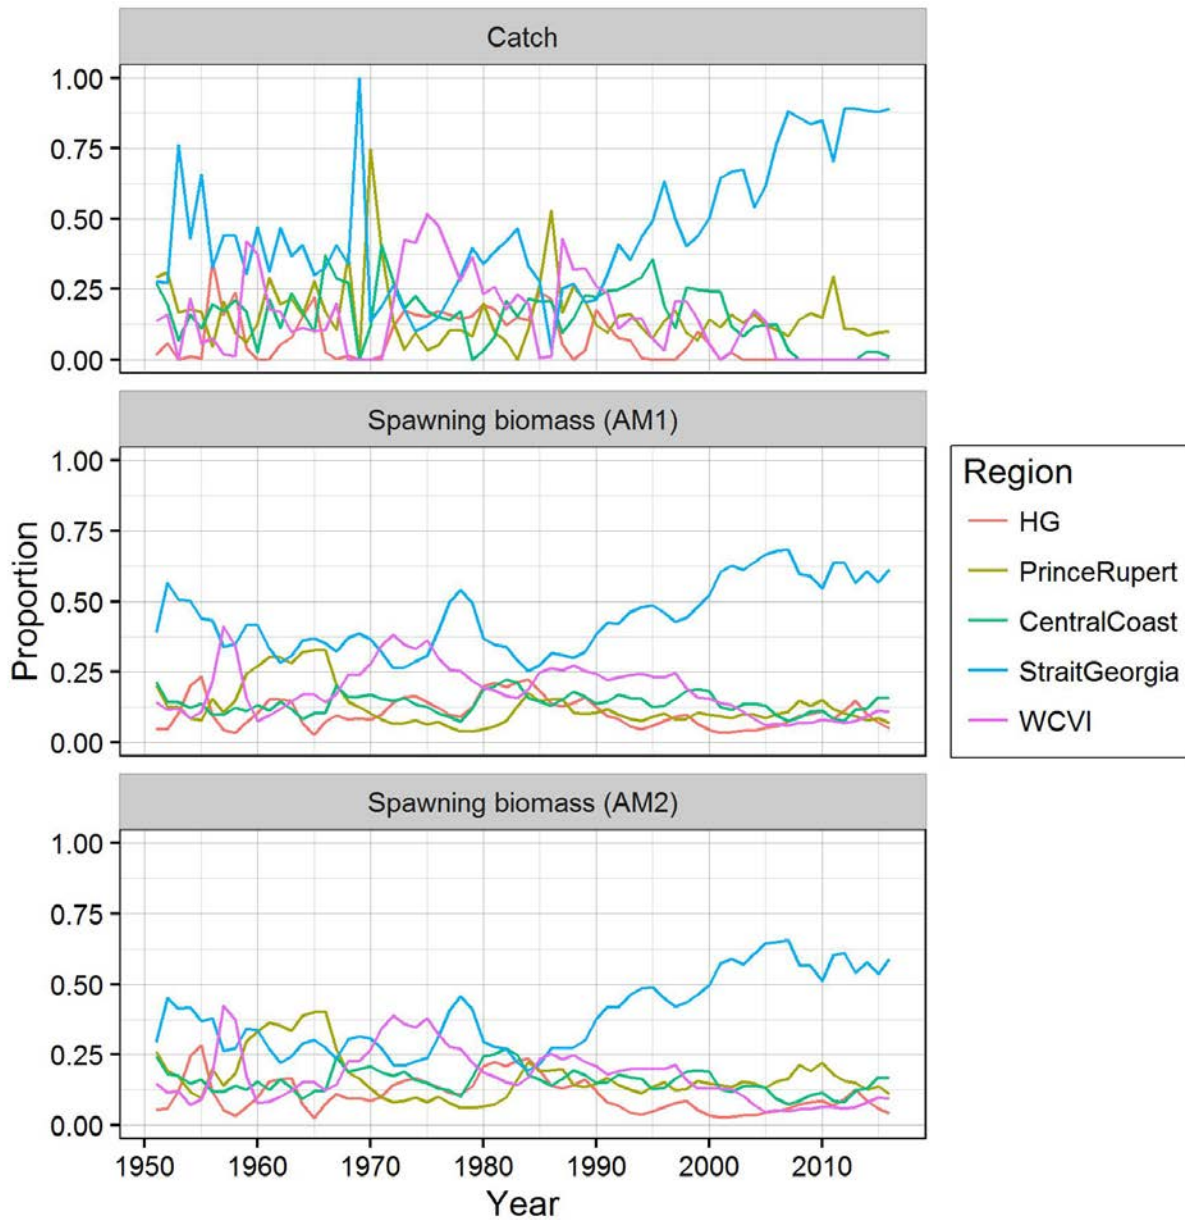 Catch
1.00
0.75
0.50
0.25
0.00
Spawning biomass (AM1)
1.00
0.75
0.50
0.25
0.00
Spawning biomass (AM2)
1.00
0.75
0.50
0.25
0.00
1950 1960 1970 1980 1990 2000 2010
Year
Proportion
Region
HG
PrinceRupert
CentralCoast
StraitGeorgia
WCVI